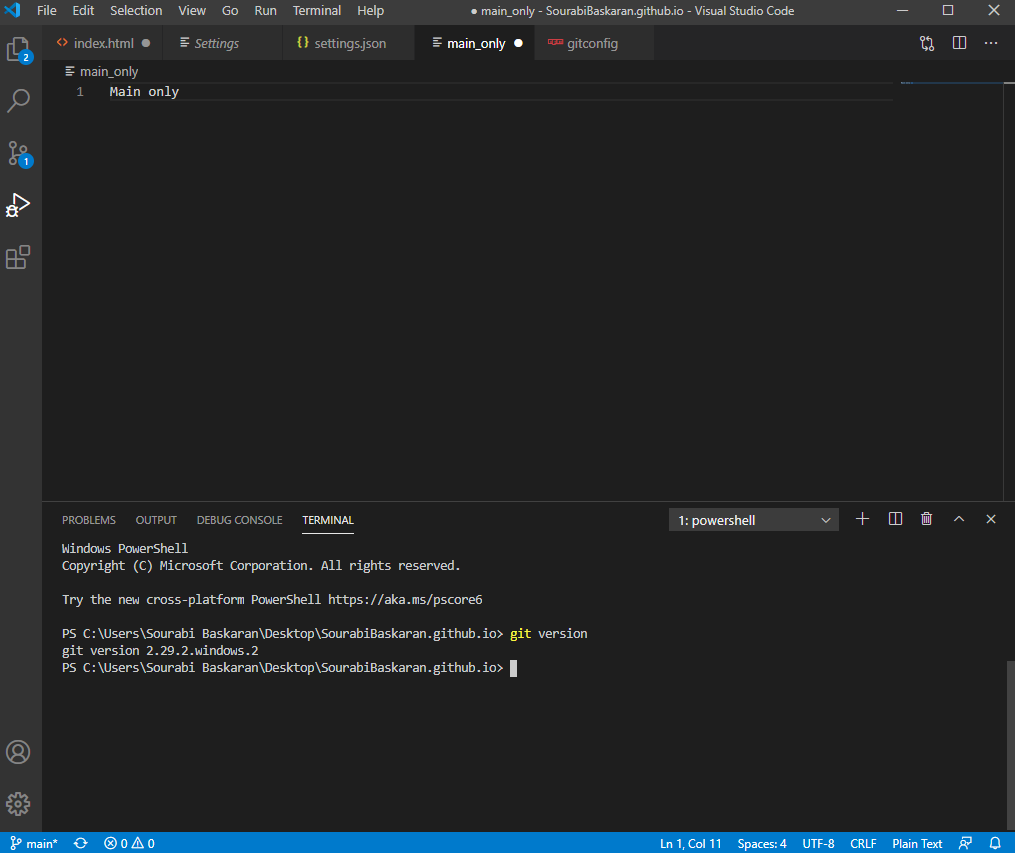 File Edit Selection View Go Run Terminal Help ● main_only - SourabiBaskaran.github.io - Visual Studio Code
index.html Settings settings.json main_only gitconfig
2
main_only
1 Main only
1
PROBLEMS OUTPUT DEBUG CONSOLE TERMINAL 1: powershell
Windows PowerShell
Copyright (C) Microsoft Corporation. All rights reserved.
Try the new cross-platform PowerShell https://aka.ms/pscore6
PS C:\Users\Sourabi Baskaran\Desktop\SourabiBaskaran.github.io> git version
git version 2.29.2.windows.2
PS C:\Users\Sourabi Baskaran\Desktop\SourabiBaskaran.github.io>
main* 0 0 Ln 1, Col 11 Spaces: 4 UTF-8 CRLF Plain Text